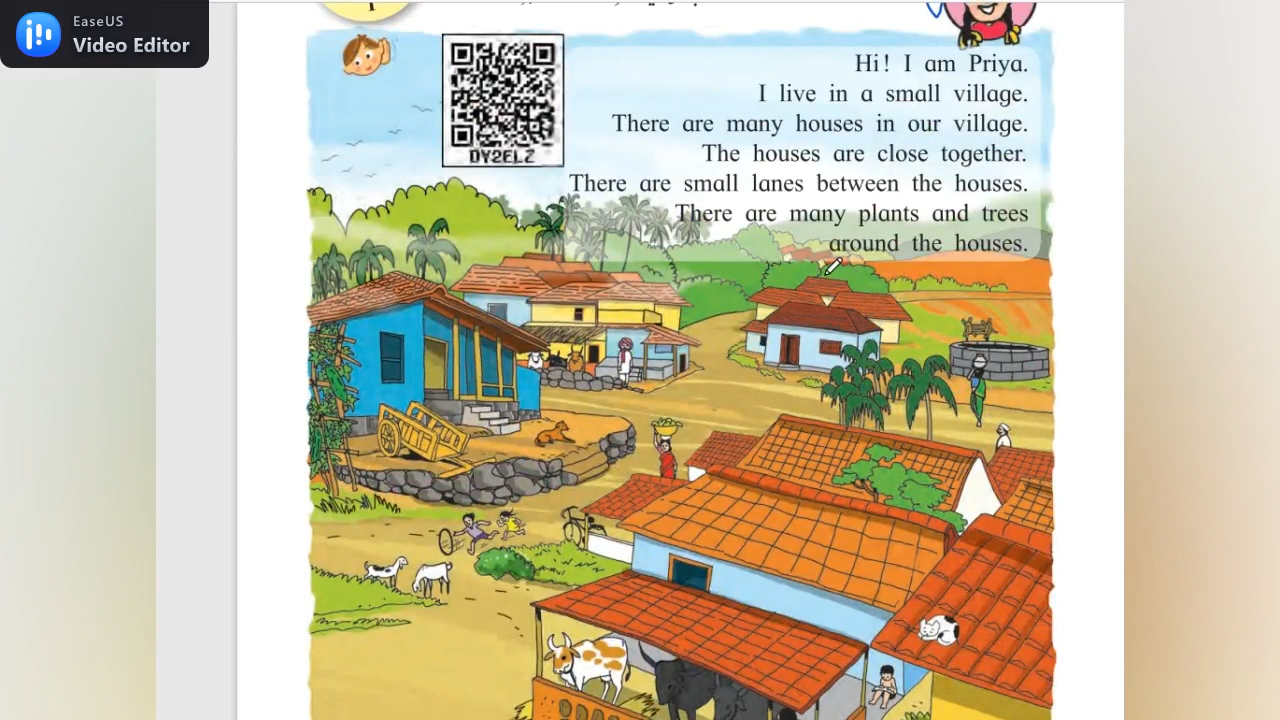 EaseUS
Video Editor
1
DY2ELZ
Hi! I am Priya.
I live in a small village.
There are many houses in our village.
The houses are close together.
There are small lanes between the houses.
There are many plants and trees
around the houses.